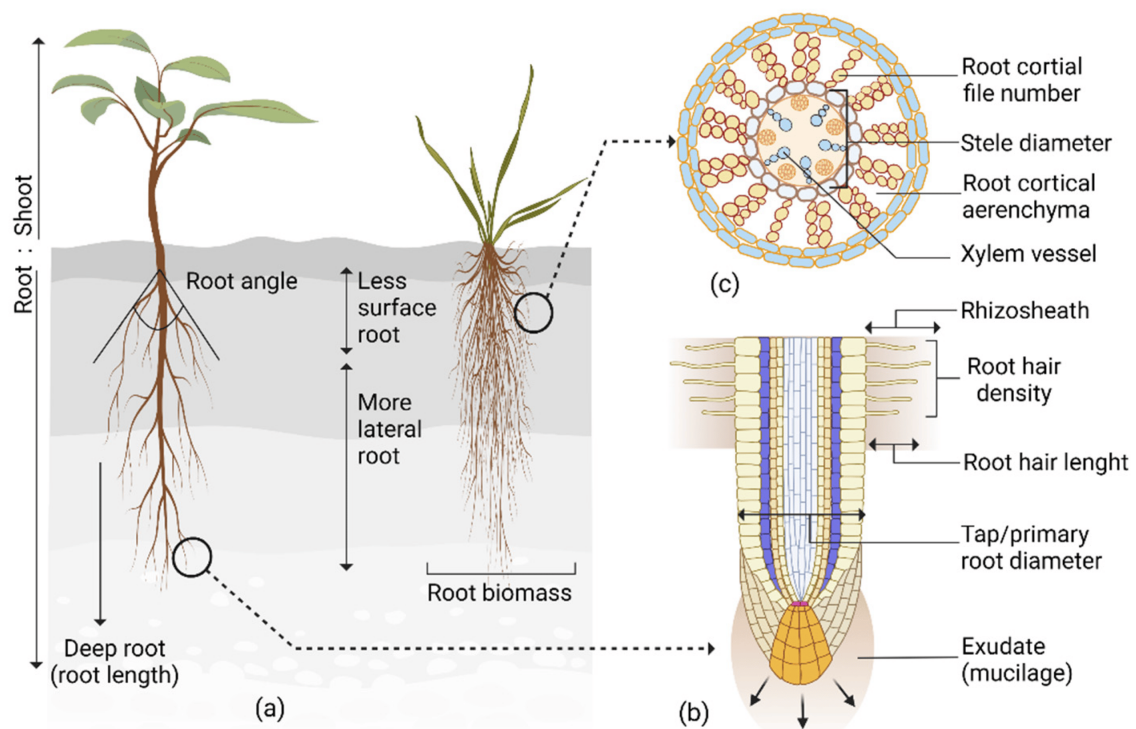 Root : Shoot
Root angle
Less
surface
root
More
lateral
root
Root biomass
Deep root
(root length)
(a)
Root cortial
file number
Stele diameter
Root cortical
aerenchyma
Xylem vessel
(c)
Rhizosheath
Root hair
density
Root hair lenght
Tap/primary
root diameter
Exudate
(mucilage)
(b)